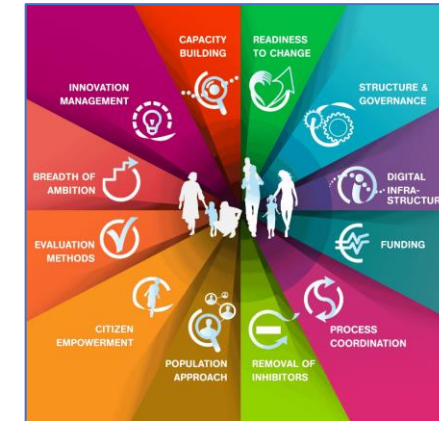 CAPACITY
BUILDING
READINESS
TO CHANGE
STRUCTURE &
GOVERNANCE
DIGITAL
INFRA-
STRUCTUR
FUNDING
PROCESS
COORDINATION
REMOVAL OF
INHIBITORS
POPULATION
APPROACH
CITIZEN
EMPOWERMENT
EVALUATION
METHODS
BREADTH OF
AMBITION
INNOVATION
MANAGEMENT